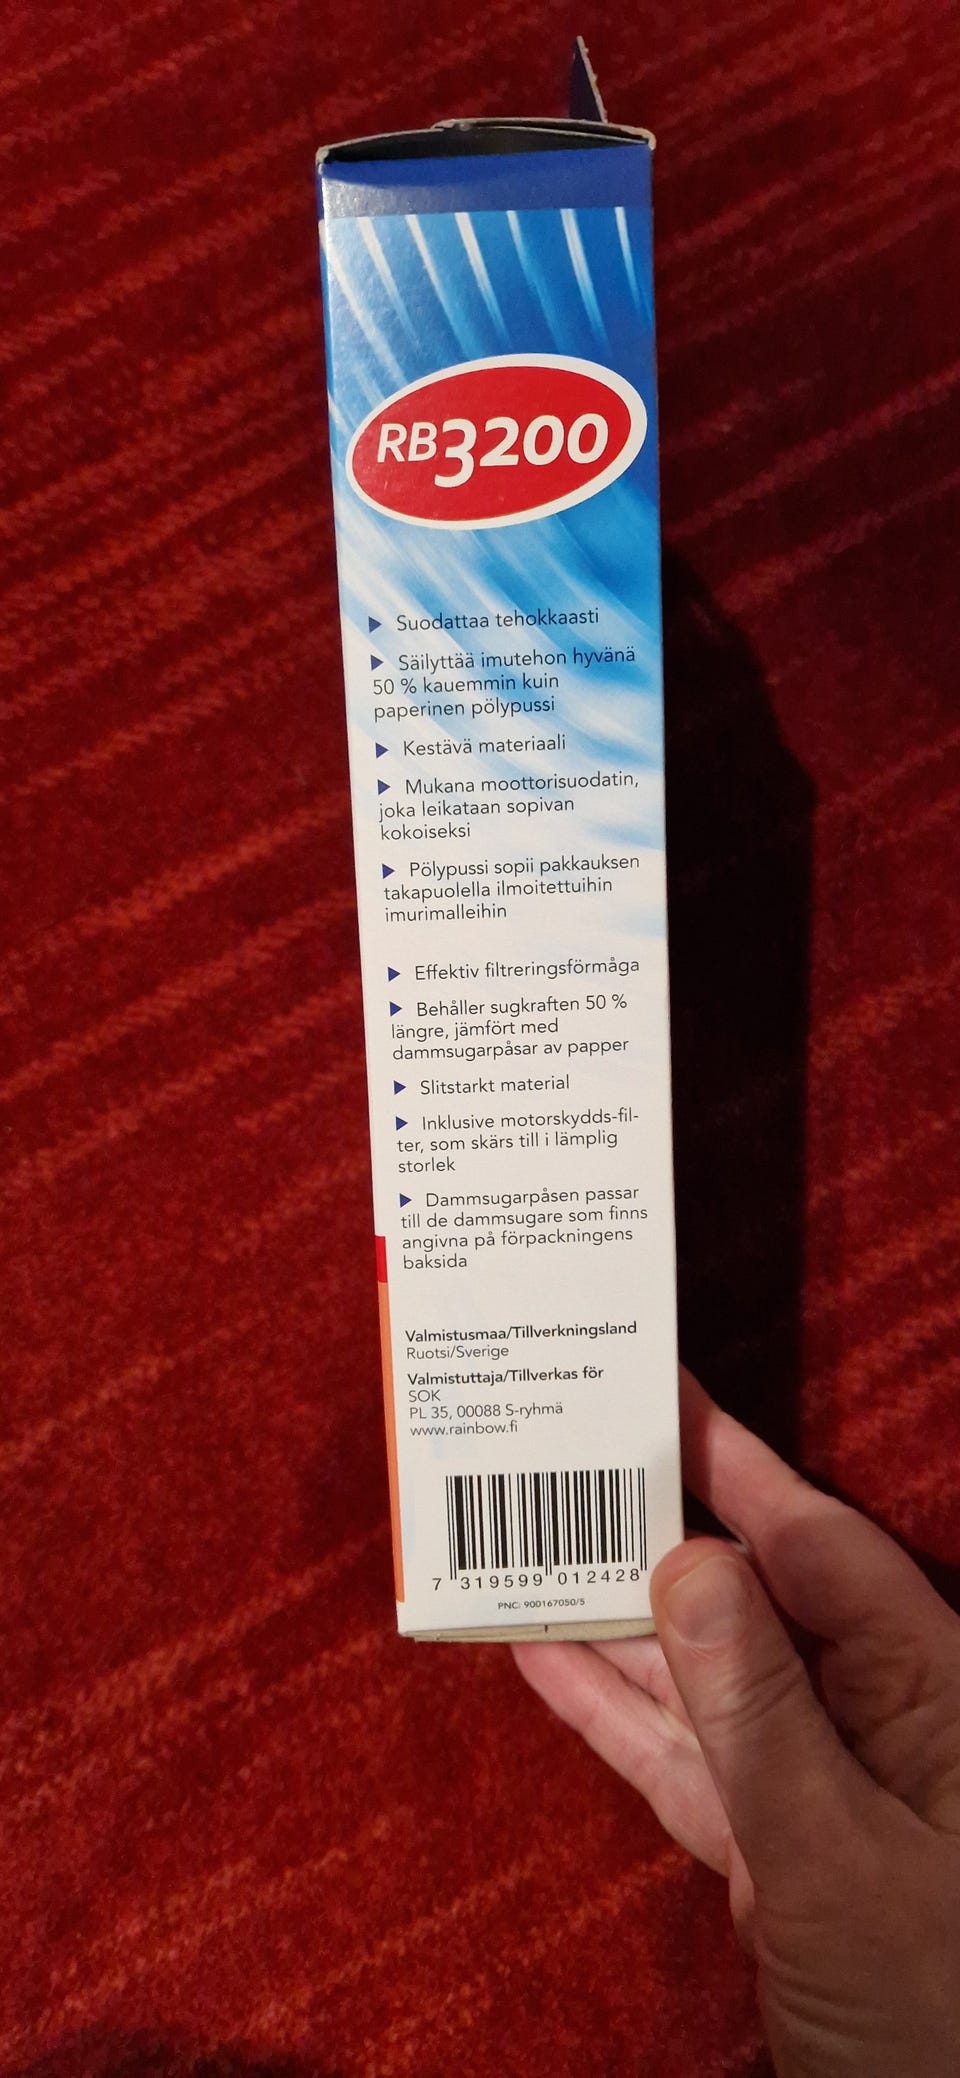 RB3200
▶ Suodattaa tehokkaasti
▶ Säilyttää imutehon hyvänä
50 % kauemmin kuin
paperinen pölypussi
▶ Kestävä materiaali
▶ Mukana moottorisuodatin,
joka leikataan sopivan
kokoiseksi
▶ Pölypussi sopii pakkauksen
takapuolella ilmoitettuihin
imurimalleihin
▶ Effektiv filtreringsförmåga
▶ Behåller sugkraften 50 %
längre, jämfört med
dammsugarpåsar av papper
▶ Slitstarkt material
▶ Inklusive motorskydds-fil-
ter, som skärs till i lämplig
storlek
▶ Dammsugarpåsen passar
till de dammsugare som finns
angivna på förpackningens
baksida
Valmistusmaa/Tillverkningsland
Ruotsi/Sverige
Valmistuttaja/Tillverkas för
SOK
PL 35, 00088 S-ryhmä
www.rainbow.fi
7 319599 012428
PNC: 900167050/5